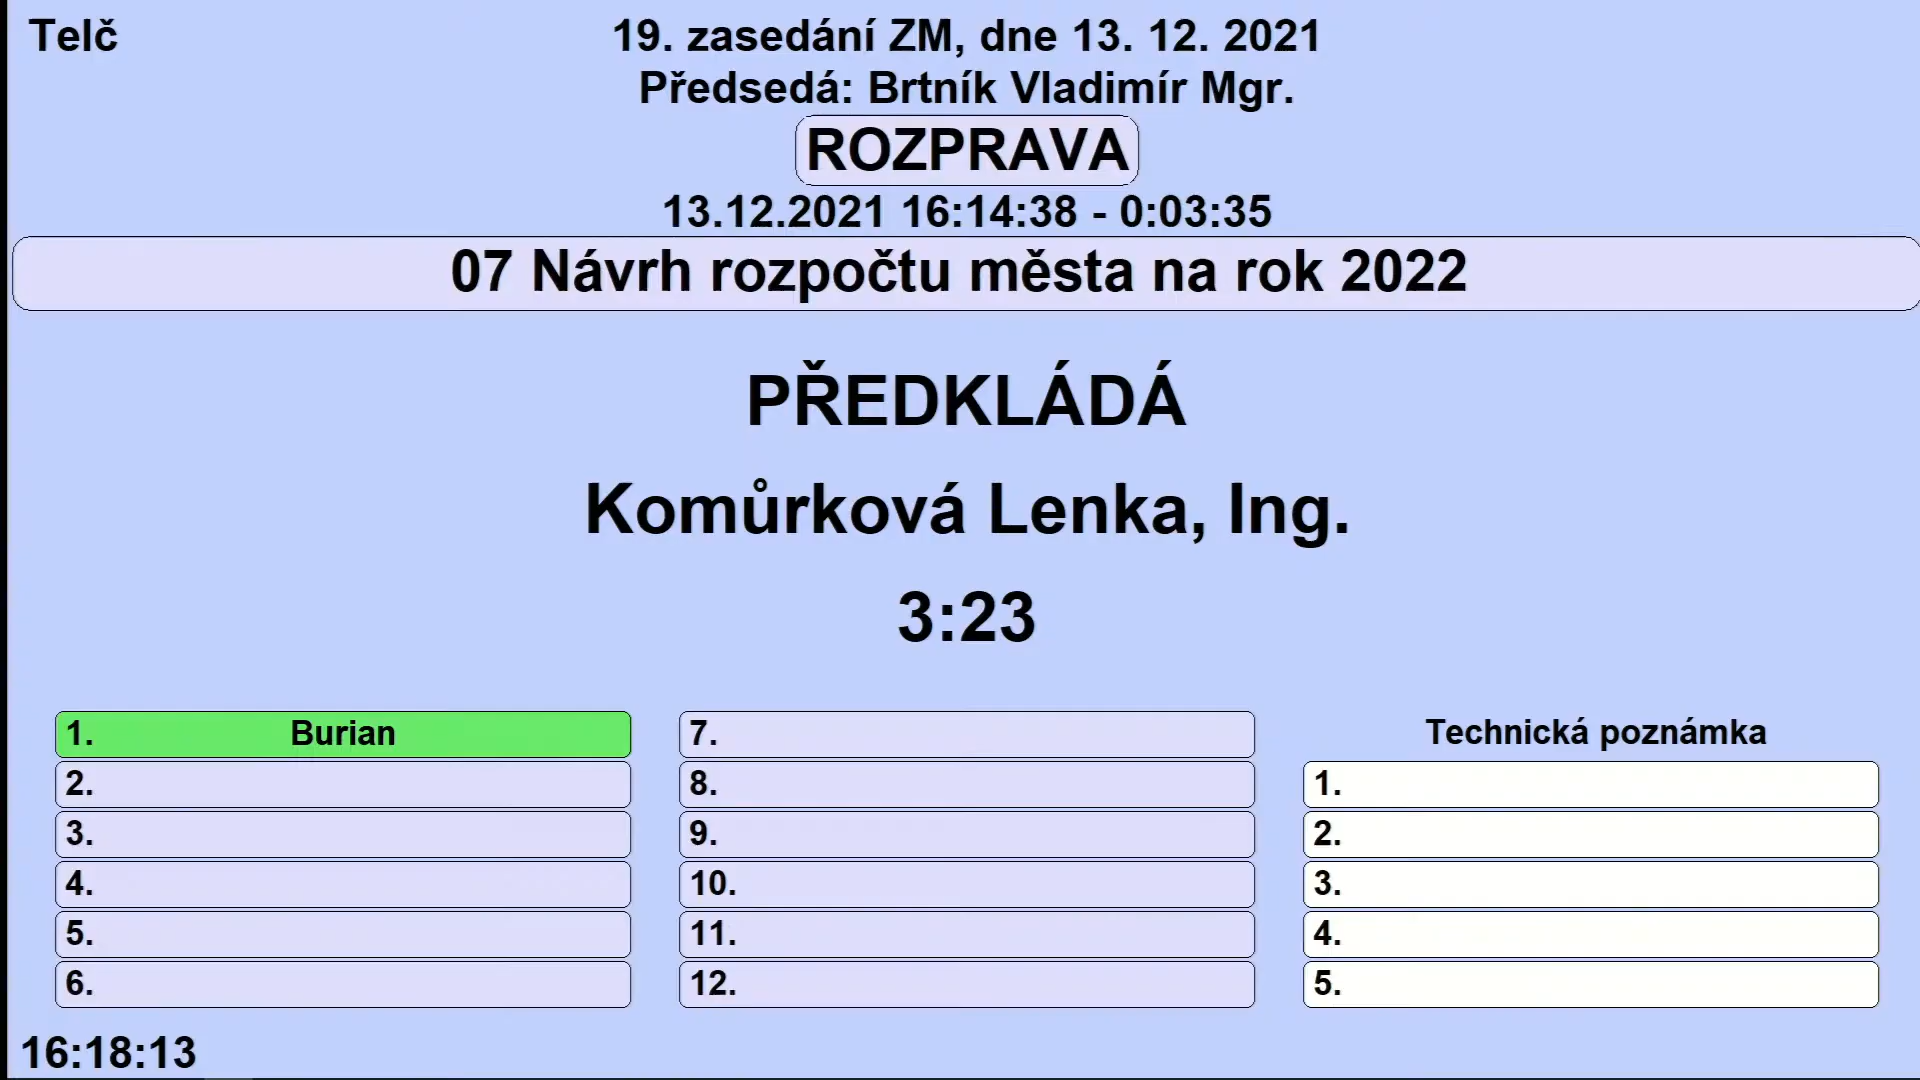 Telč
19. zasedání ZM, dne 13. 12. 2021
Předsedá: Brtník Vladimír Mgr.
ROZPRAVA
13.12.2021 16:14:38 - 0:03:35
07 Návrh rozpočtu města na rok 2022
PŘEDKLÁDÁ
Komůrková Lenka, Ing.
3:23
1. Burian
2.
3.
4.
5.
6.
7.
8.
9.
10.
11.
12.
Technická poznámka
1.
2.
3.
4.
5.
16:18:13